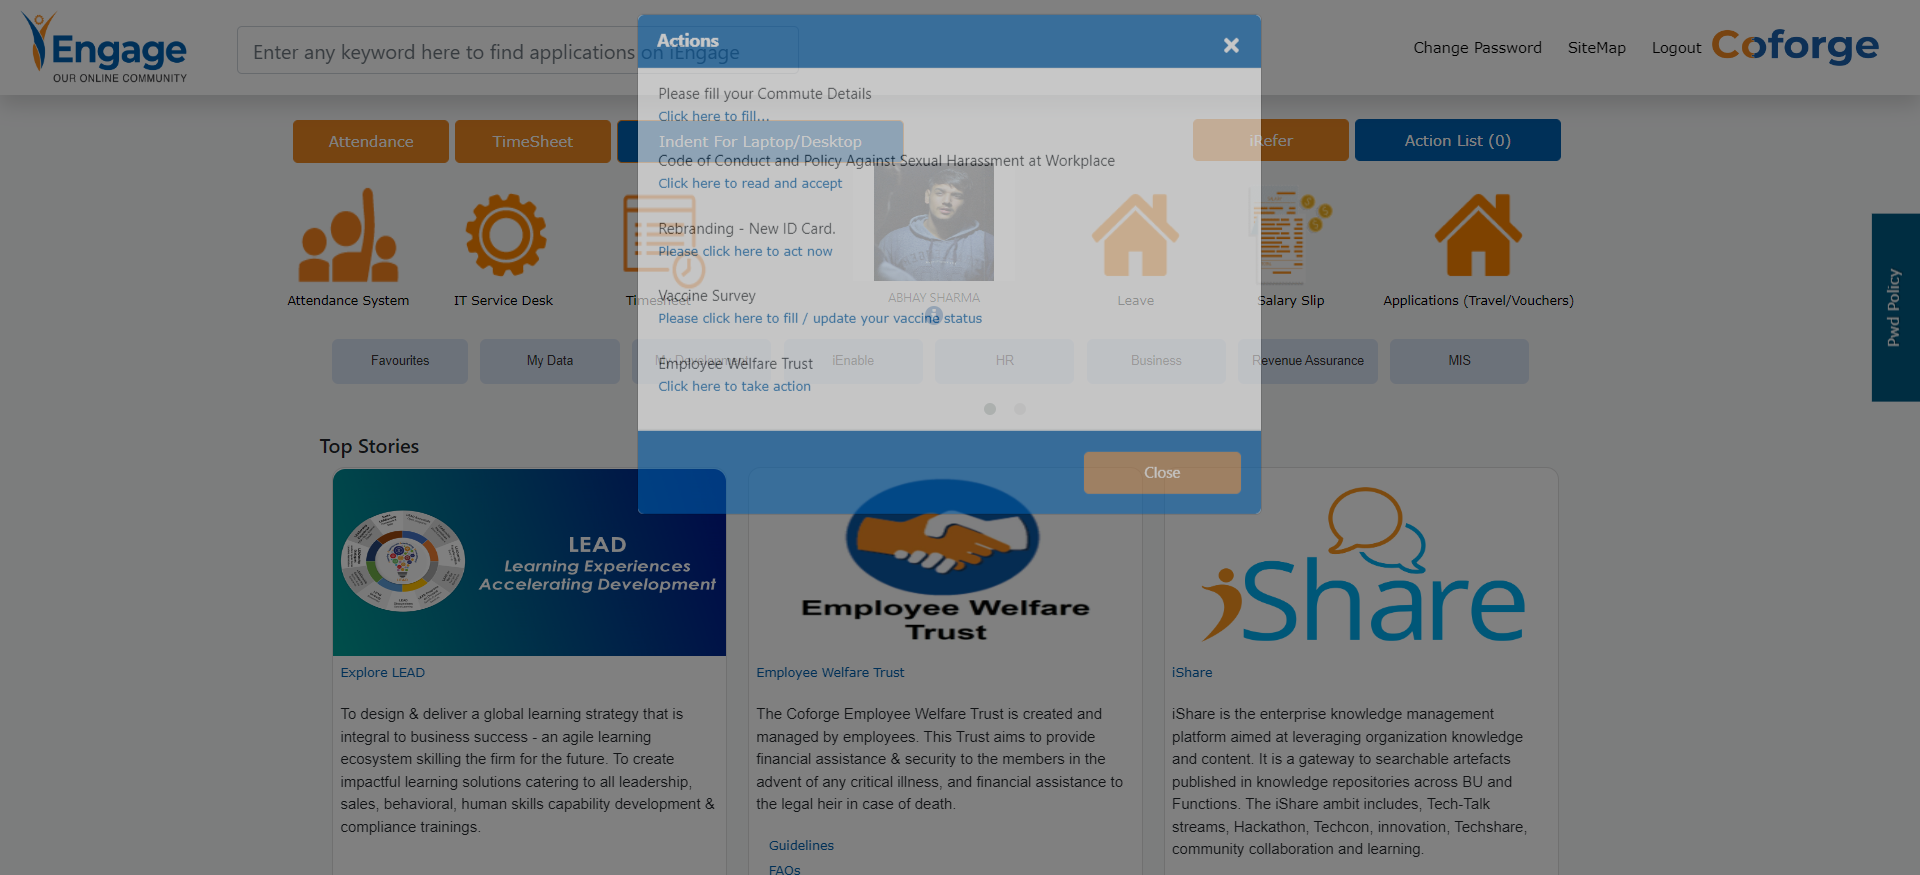 iEngage
OUR ONLINE COMMUNITY
Enter any keyword here to find applications on iEngage
Change Password
SiteMap
Logout
Coforge
Actions
Please fill your Commute Details
Click here to fill...
Code of Conduct and Policy Against Sexual Harassment at Workplace
Click here to read and accept
Rebranding - New ID Card.
Please click here to act now
Vaccine Survey
Please click here to fill / update your vaccine status
Employee Welfare Trust
Click here to take action
Close
Attendance
TimeSheet
Indent For Laptop/Desktop
iRefer
Action List (0)
Attendance System
IT Service Desk
Timesheet
ABHAY SHARMA
Leave
Salary Slip
Applications (Travel/Vouchers)
Pwd Policy
Favourites
My Data
My Development
iEnable
HR
Business
Revenue Assurance
MIS
Top Stories
LEAD
Learning Experiences
Accelerating Development
Explore LEAD
To design & deliver a global learning strategy that is
integral to business success - an agile learning
ecosystem skilling the firm for the future. To create
impactful learning solutions catering to all leadership,
sales, behavioral, human skills capability development &
compliance trainings.
Employee Welfare
Trust
Employee Welfare Trust
The Coforge Employee Welfare Trust is created and
managed by employees. This Trust aims to provide
financial assistance & security to the members in the
advent of any critical illness, and financial assistance to
the legal heir in case of death.
Guidelines
FAQs
iShare
iShare
iShare is the enterprise knowledge management
platform aimed at leveraging organization knowledge
and content. It is a gateway to searchable artefacts
published in knowledge repositories across BU and
Functions. The iShare ambit includes, Tech-Talk
streams, Hackathon, Techcon, innovation, Techshare,
community collaboration and learning.